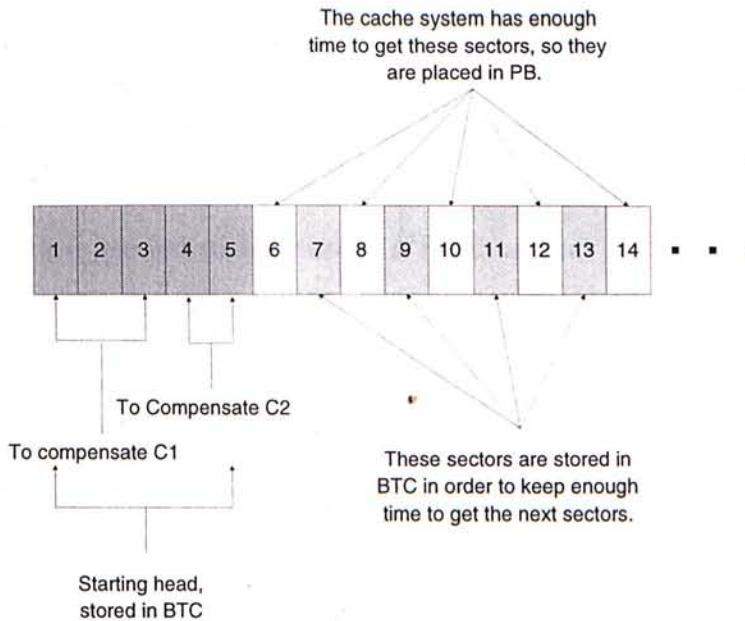 The cache system has enough
time to get these sectors, so they
are placed in PB.
1 2 3 4 5 6 7 8 9 10 11 12 13 14
To Compensate C2
To compensate C1
These sectors are stored in
BTC in order to keep enough
time to get the next sectors.
Starting head,
stored in BTC